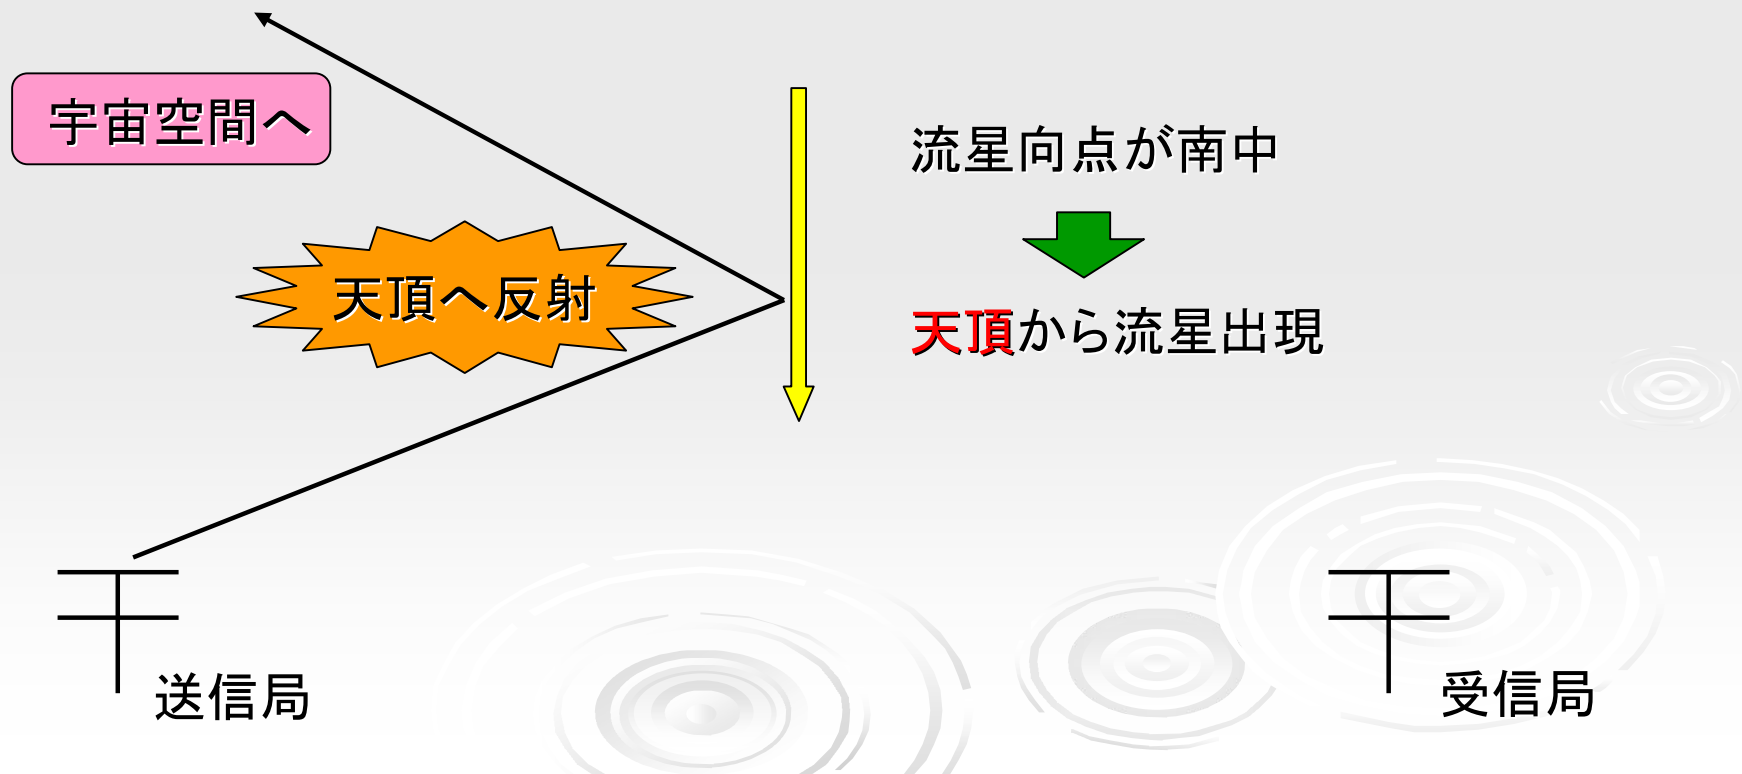 宇宙空間へ
流星向点が南中
天頂へ反射
天頂から流星出現
送信局
受信局